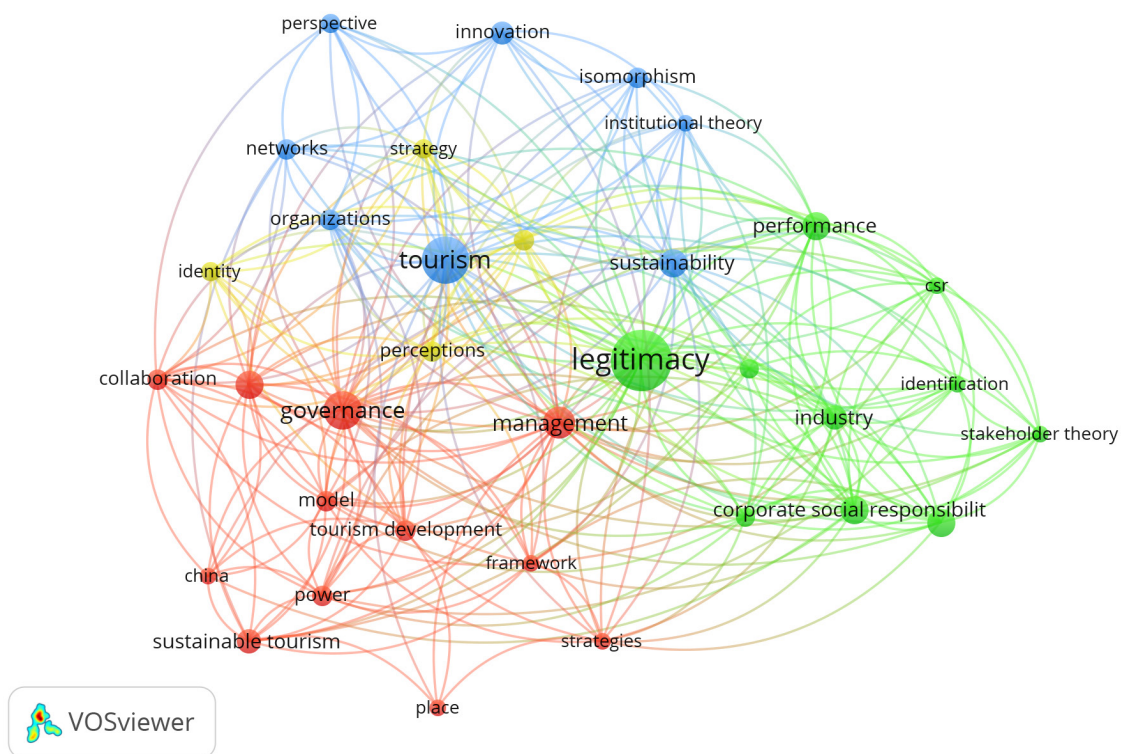 perspective
innovation
isomorphism
institutional theory
networks
strategy
organizations
performance
tourism
sustainability
identity
csr
perceptions
legitimacy
collaboration
identification
governance
management
industry
stakeholder theory
model
tourism development
corporate social responsibilit
framework
china
power
sustainable tourism
strategies
place
VOSviewer